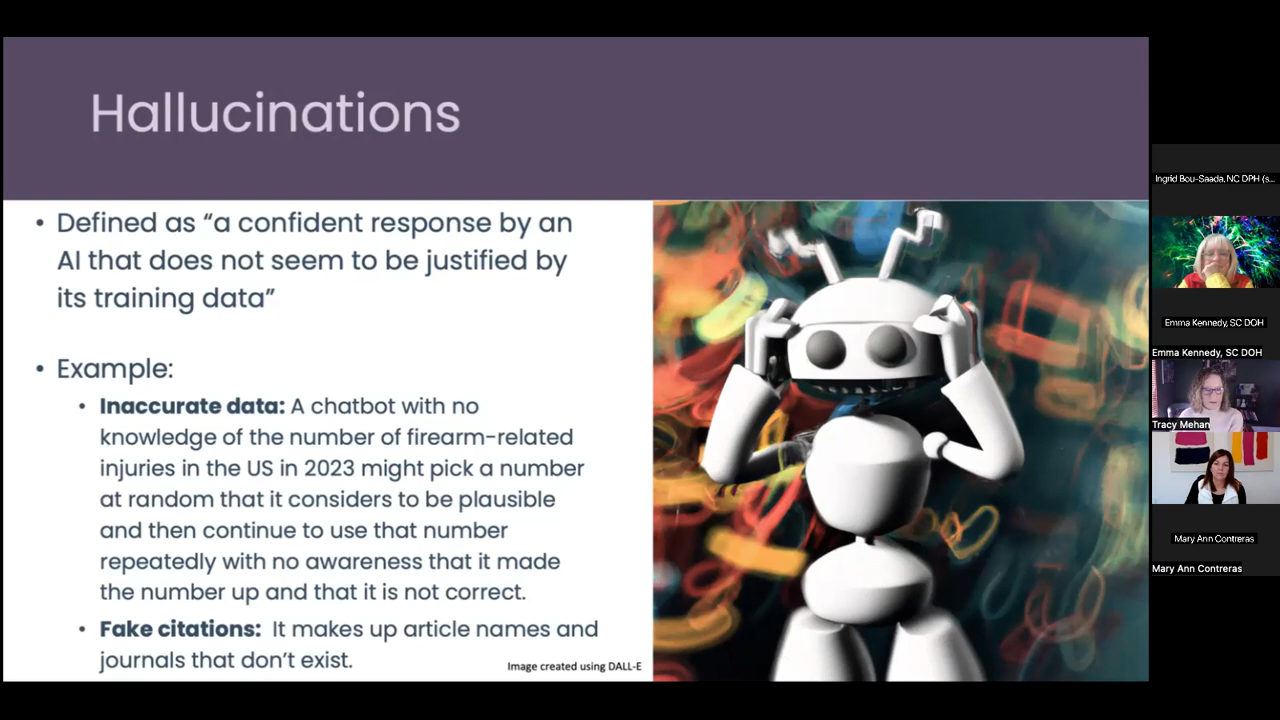 Hallucinations
• Defined as “a confident response by an
AI that does not seem to be justified by
its training data”
• Example:
• Inaccurate data: A chatbot with no
knowledge of the number of firearm-related
injuries in the US in 2023 might pick a number
at random that it considers to be plausible
and then continue to use that number
repeatedly with no awareness that it made
the number up and that it is not correct.
• Fake citations: It makes up article names and
journals that don’t exist.
Image created using DALL-E
Ingrid Bou-Saada, NC DPH (s...
Emma Kennedy, SC DOH
Emma Kennedy, SC DOH
Tracy Mehan
Mary Ann Contreras
Mary Ann Contreras